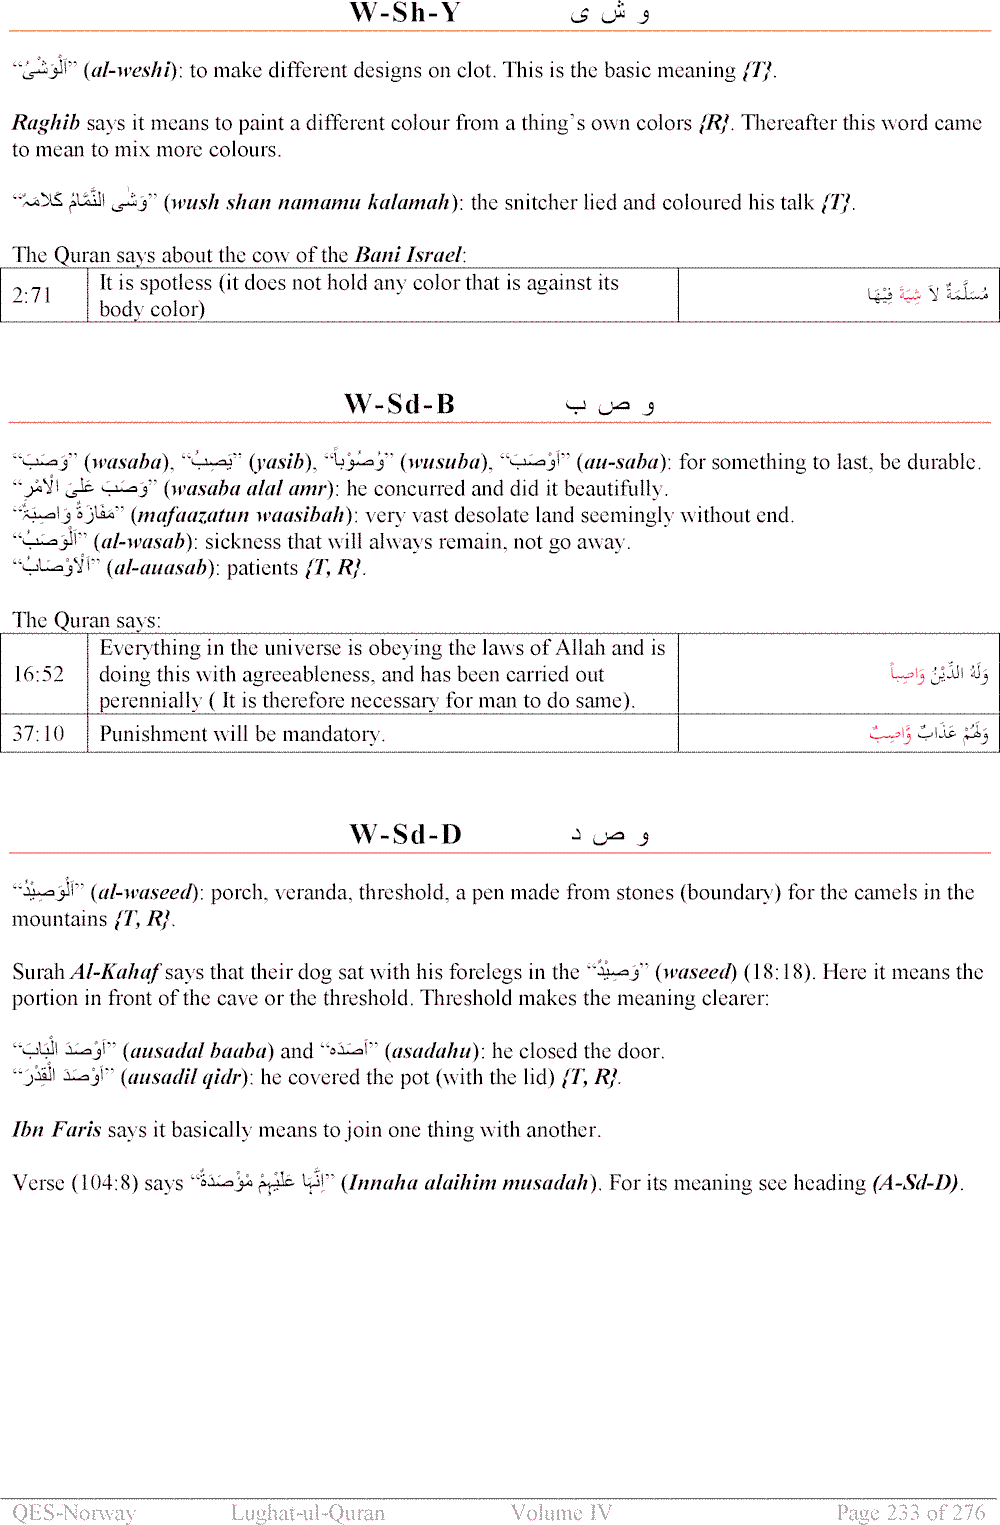 W-Sh-Y و ش ی
“اَلْوَشْیُ” (al-weshi): to make different designs on clot. This is the basic meaning {T}.
Raghib says it means to paint a different colour from a thing’s own colors {R}. Thereafter this word came
to mean to mix more colours.
“وَشٰی النَّمَّامُ کَلَامَہٗ” (wush shan namamu kalamah): the snitcher lied and coloured his talk {T}.
The Quran says about the cow of the Bani Israel:
2:71 It is spotless (it does not hold any color that is against its مُسَلَّمَةٌ لاَ شِيَةَ فِيْهَا
body color)
W-Sd-B و ص ب
“وَصَبَ” (wasaba), “یَصِبُ” (yasib), “وُصُوْباً” (wusuba), “اَوْصَبَ” (au-saba): for something to last, be durable.
“وَصَبَ عَلَی الْاَمْرِ” (wasaba alal amr): he concurred and did it beautifully.
“مَفَازَۃٌ وَاصِبَۃٌ” (mafaazatun waasibah): very vast desolate land seemingly without end.
“اَلْوَصَبُ” (al-wasab): sickness that will always remain, not go away.
“اَلْاَوْصَابُ” (al-auasab): patients {T, R}.
The Quran says:
16:52 Everything in the universe is obeying the laws of Allah and is
doing this with agreeableness, and has been carried out وَلَهُ الدِّيْنُ وَاصِباً
perennially ( It is therefore necessary for man to do same).
37:10 Punishment will be mandatory. وَلَهُمْ عَذَابٌ وَّاصِبٌ
W-Sd-D و ص د
“اَلْوَصِیْدُ” (al-waseed): porch, veranda, threshold, a pen made from stones (boundary) for the camels in the
mountains {T, R}.
Surah Al-Kahaf says that their dog sat with his forelegs in the “وَصِیْدٌ” (waseed) (18:18). Here it means the
portion in front of the cave or the threshold. Threshold makes the meaning clearer:
“اَوْصَدَ الْبَابَ” (ausadal baaba) and “اَصَدَہ” (asadahu): he closed the door.
“اَوْصَدَ الْقِدْرَ” (ausadil qidr): he covered the pot (with the lid) {T, R}.
Ibn Faris says it basically means to join one thing with another.
Verse (104:8) says “اِنَّہَا عَلَیْہِمْ مُؤْصَدَۃٌ” (Innaha alaihim musadah). For its meaning see heading (A-Sd-D).
QES-Norway Lughat-ul-Quran Volume IV Page 233 of 276